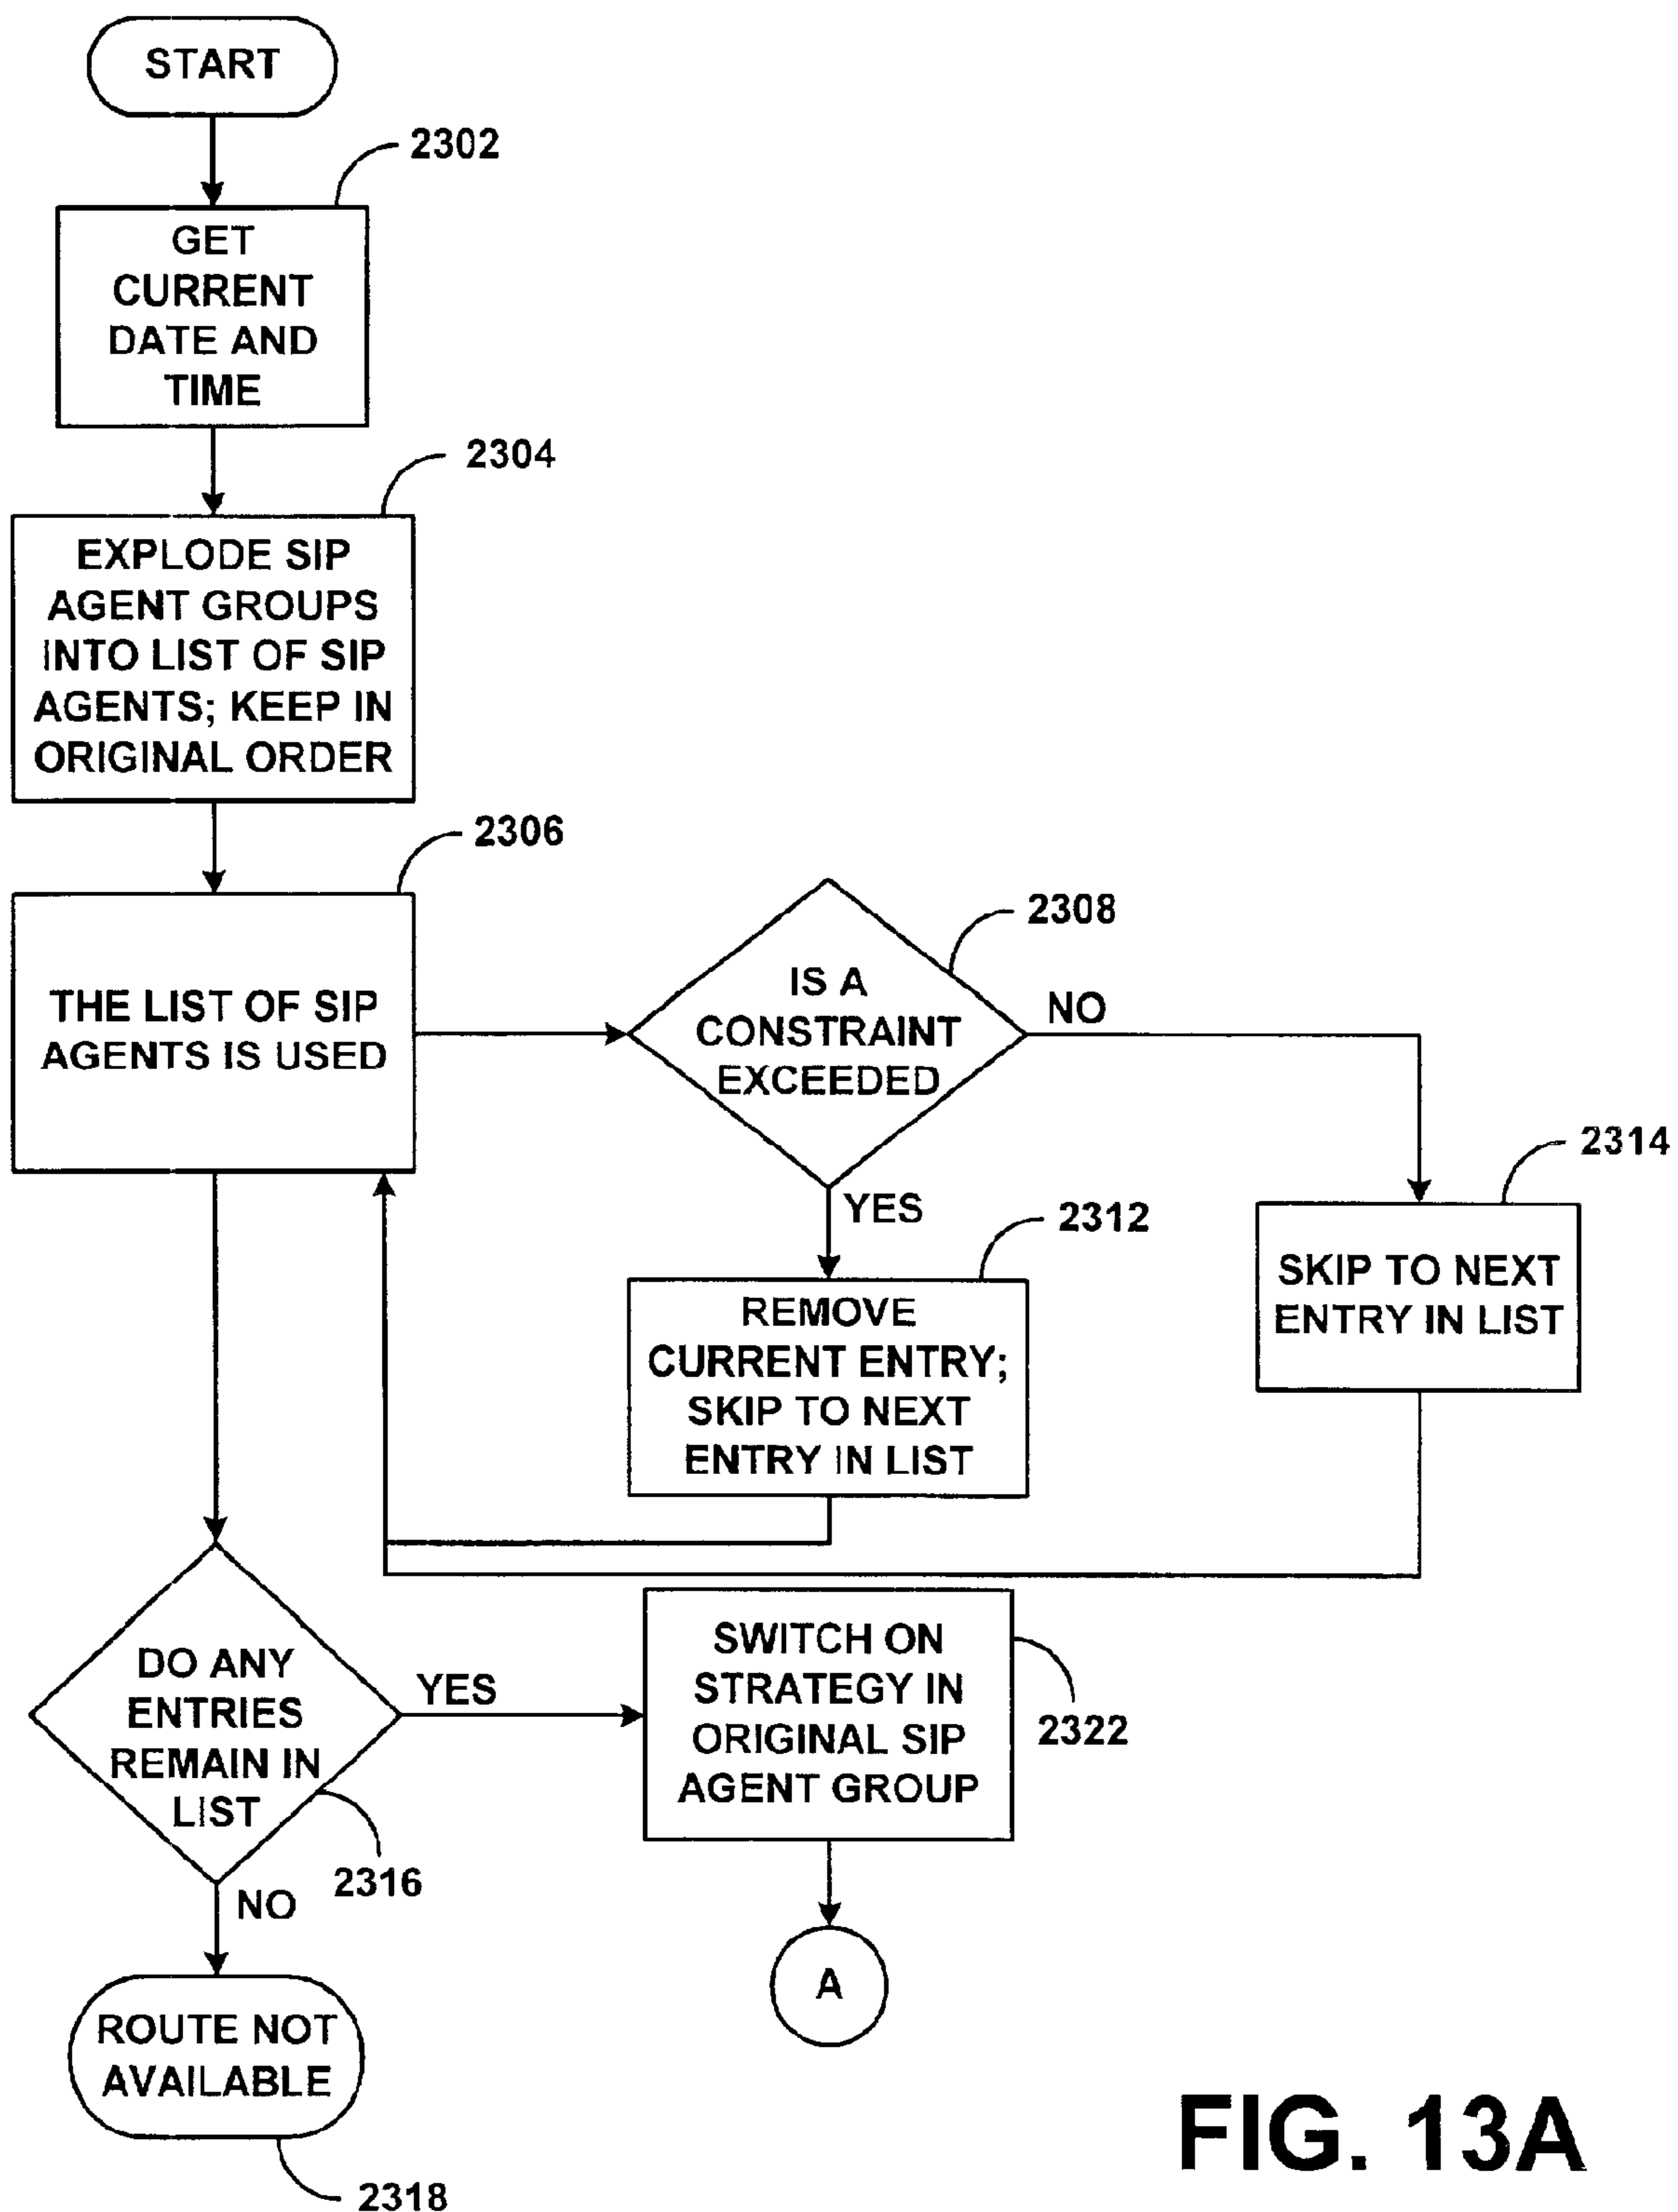 START
2302
GET
CURRENT
DATE AND
TIME
2304
EXPLODE SIP
AGENT GROUPS
INTO LIST OF SIP
AGENTS; KEEP IN
ORIGINAL ORDER
2306
THE LIST OF SIP
AGENTS IS USED
2308
IS A
CONSTRAINT
EXCEEDED
NO
2314
SKIP TO NEXT
ENTRY IN LIST
YES
2312
REMOVE
CURRENT ENTRY;
SKIP TO NEXT
ENTRY IN LIST
DO ANY
ENTRIES
REMAIN IN
LIST
2316
YES
SWITCH ON
STRATEGY IN
ORIGINAL SIP
AGENT GROUP
2322
A
NO
ROUTE NOT
AVAILABLE
2318
FIG. 13A